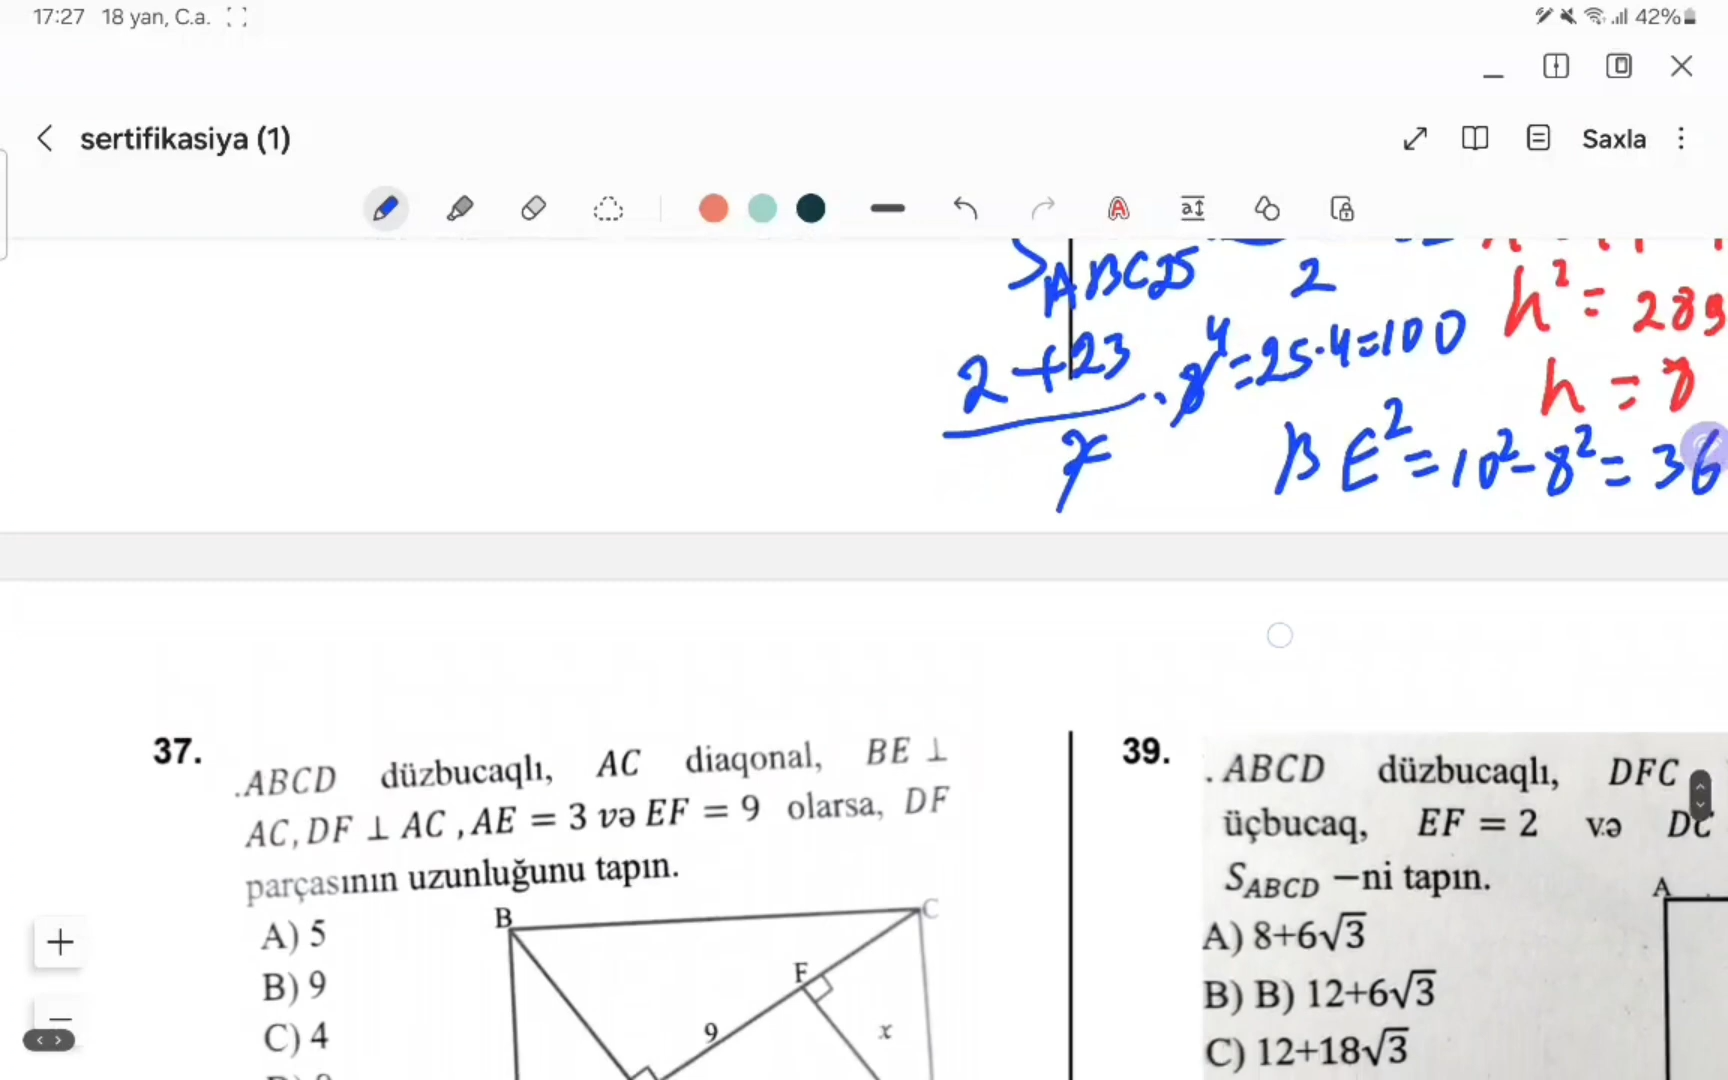 17:27 18 yan, C.a. 42%
sertifikasiya (1)
Saxla
ABCD 2
h² = 289
2 + 23
8 4 = 25·4=100
2
h = 8
BE² = 10² - 8² = 36
37.
.ABCD düzbucaqlı, AC diaqonal, BE ⊥
AC, DF ⊥ AC , AE = 3 və EF = 9 olarsa, DF
parçasının uzunluğunu tapın.
A) 5
B) 9
C) 4
B
C
F
9
x
39.
. ABCD düzbucaqlı, DFC
üçbucaq, EF = 2 və DC
S_ABCD −ni tapın.
A) 8+6√3
B) B) 12+6√3
C) 12+18√3
A